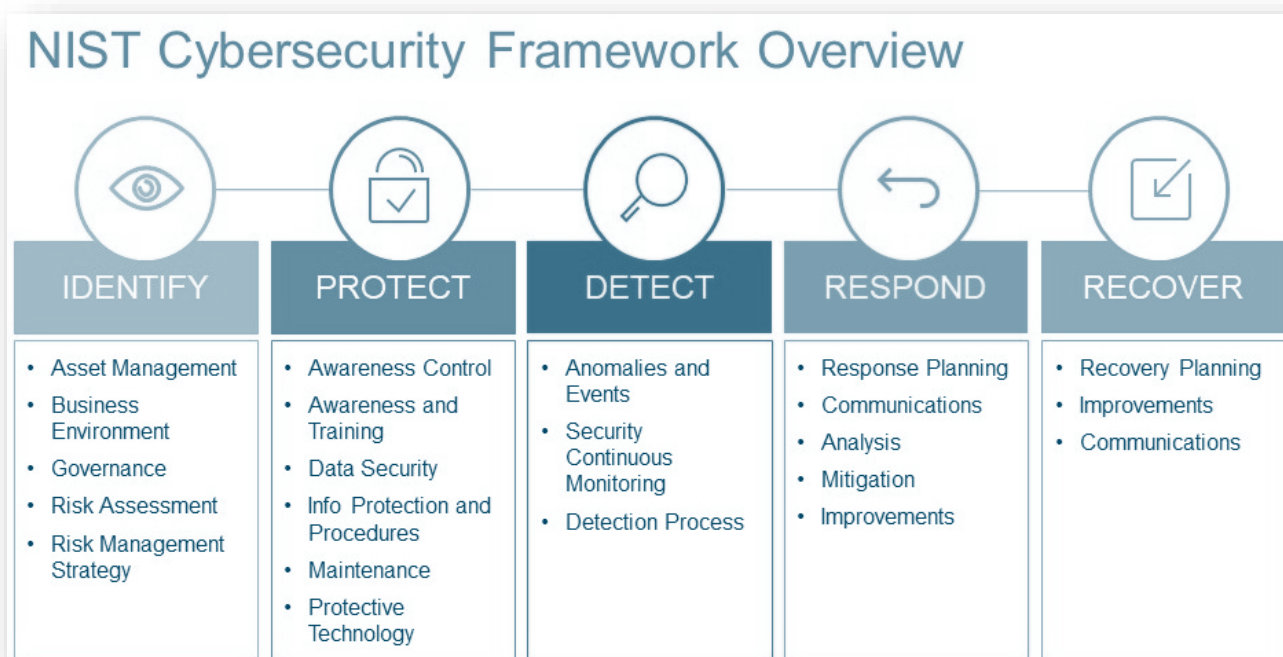 NIST Cybersecurity Framework Overview
IDENTIFY
• Asset Management
• Business
Environment
• Governance
• Risk Assessment
• Risk Management
Strategy
PROTECT
• Awareness Control
• Awareness and
Training
• Data Security
• Info Protection and
Procedures
• Maintenance
• Protective
Technology
DETECT
• Anomalies and
Events
• Security
Continuous
Monitoring
• Detection Process
RESPOND
• Response Planning
• Communications
• Analysis
• Mitigation
• Improvements
RECOVER
• Recovery Planning
• Improvements
• Communications